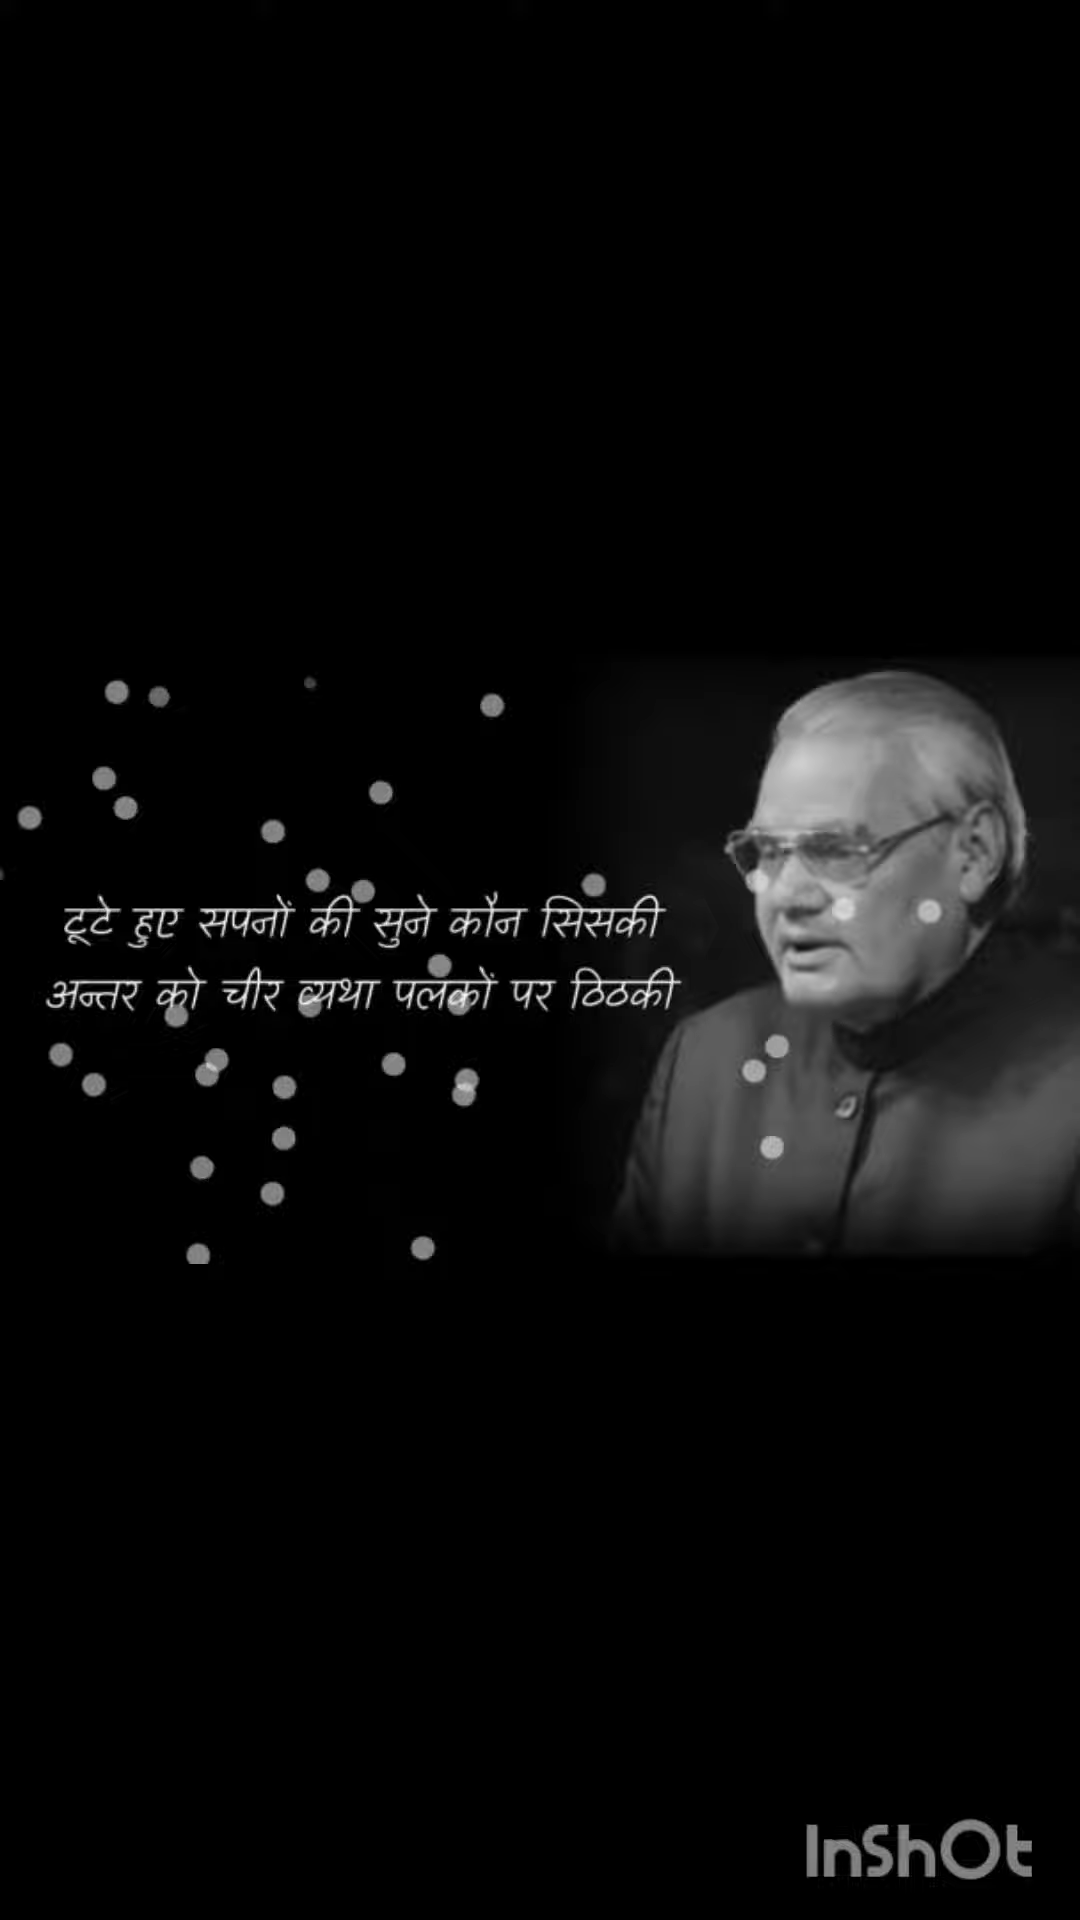 टूटे हुए सपनों की सुने कौन सिसकी
अन्तर को चीर व्यथा पलकों पर ठिठकी
InShOt